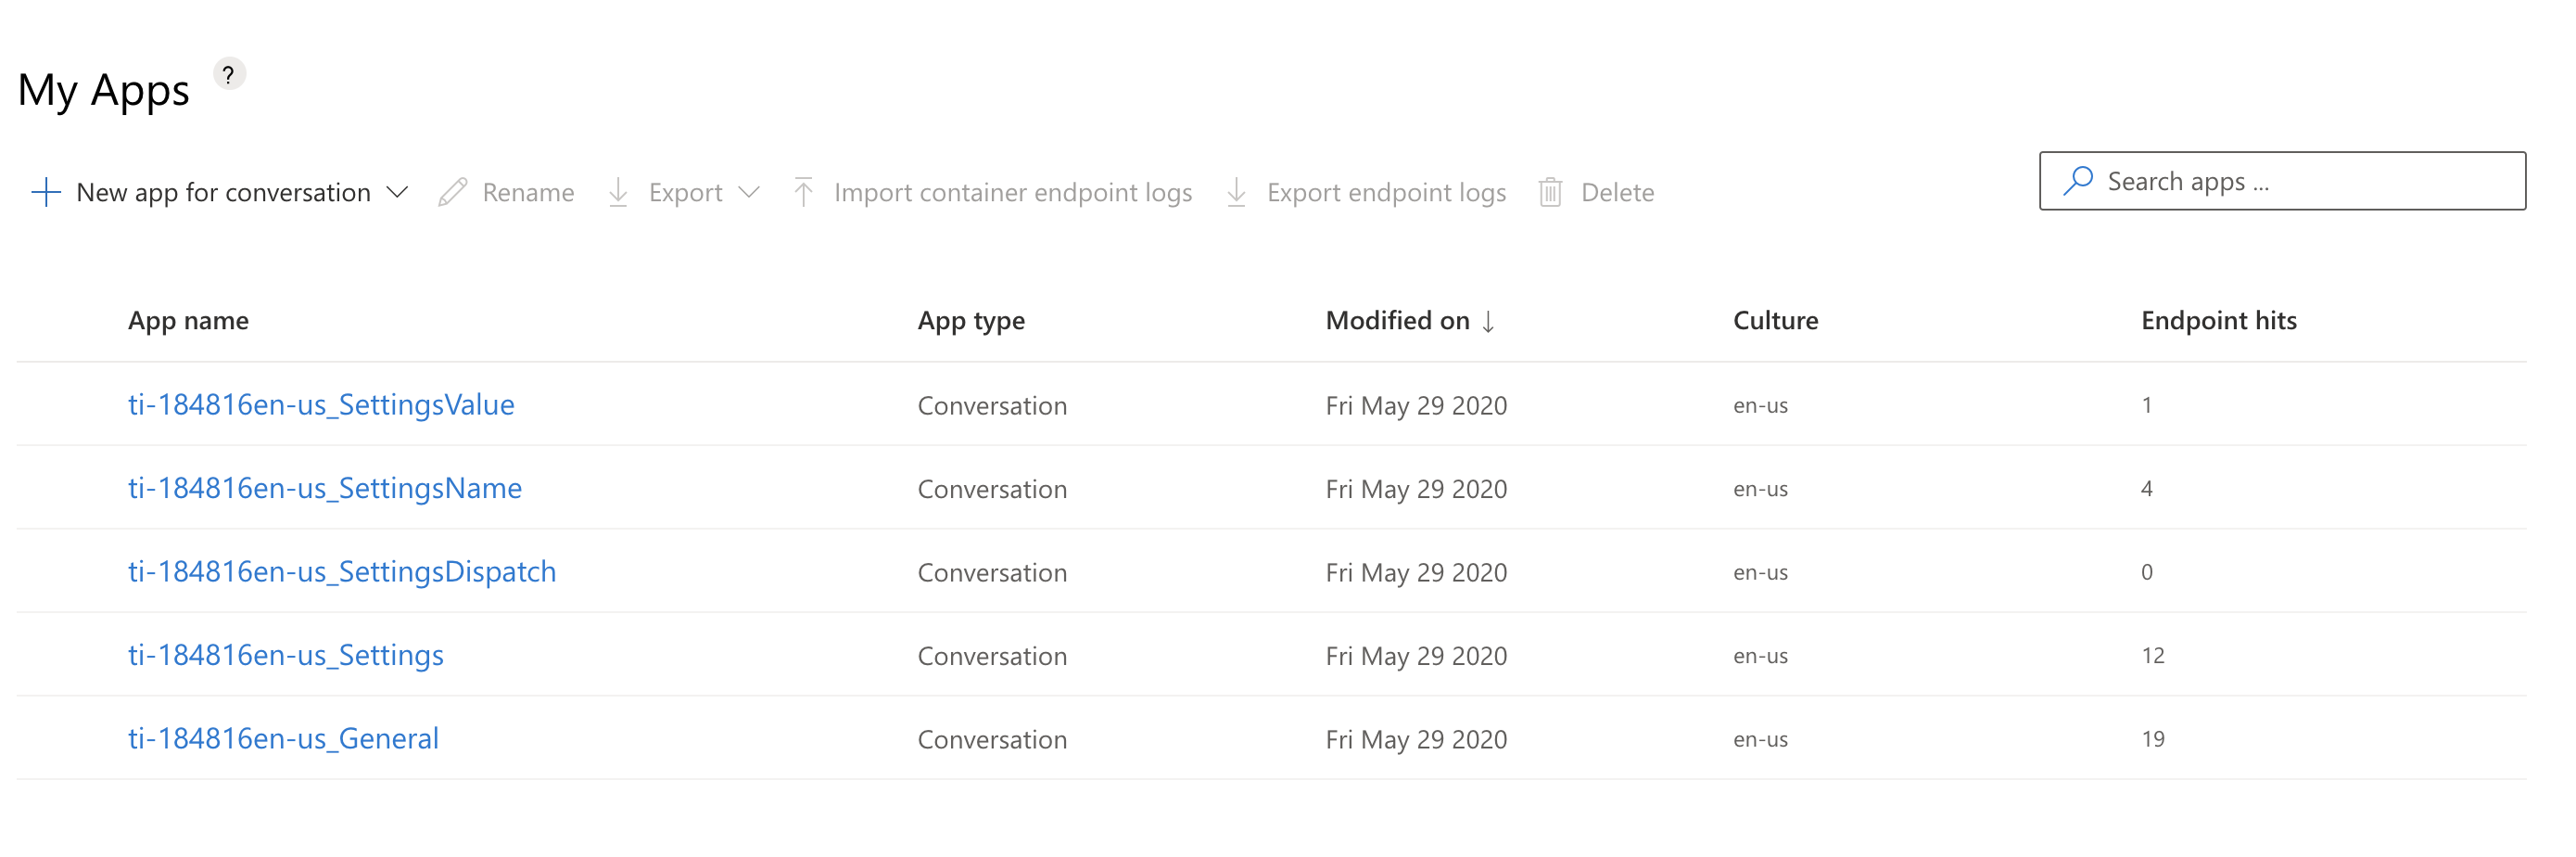 My Apps ?
New app for conversation Rename Export Import container endpoint logs Export endpoint logs Delete Search apps ...
App name App type Modified on ↓ Culture Endpoint hits
ti-184816en-us_SettingsValue Conversation Fri May 29 2020 en-us 1
ti-184816en-us_SettingsName Conversation Fri May 29 2020 en-us 4
ti-184816en-us_SettingsDispatch Conversation Fri May 29 2020 en-us 0
ti-184816en-us_Settings Conversation Fri May 29 2020 en-us 12
ti-184816en-us_General Conversation Fri May 29 2020 en-us 19